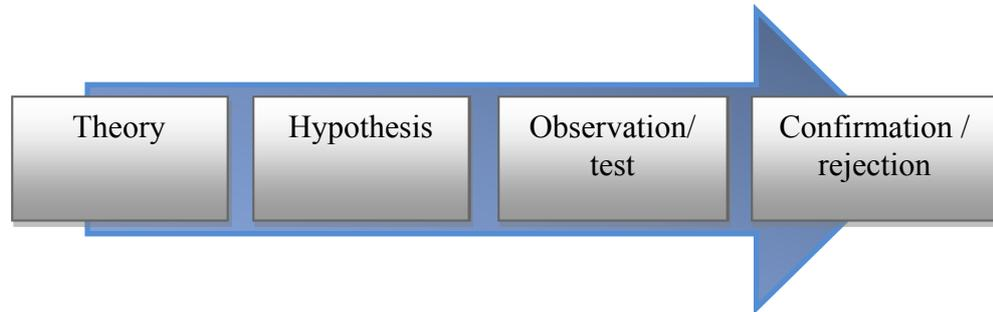 Theory
Hypothesis
Observation/
test
Confirmation /
rejection